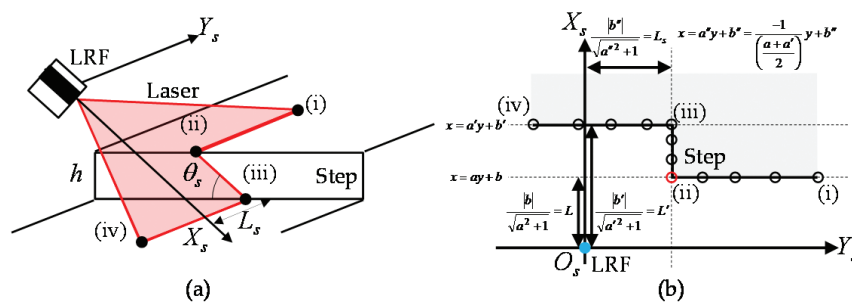 LRF
Y_s
Laser
(i)
(ii)
h
θ_s
(iii)
Step
L_s
(iv)
X_s
(a)
X_s
|b″|/√(a″²+1) = L_s
x = a″y + b″ = -1/((a+a′)/2) y + b″
(iv)
(iii)
x = a′y + b′
Step
x = ay + b
(ii)
(i)
|b|/√(a²+1) = L
|b′|/√(a′²+1) = L′
O_s
LRF
Y_s
(b)